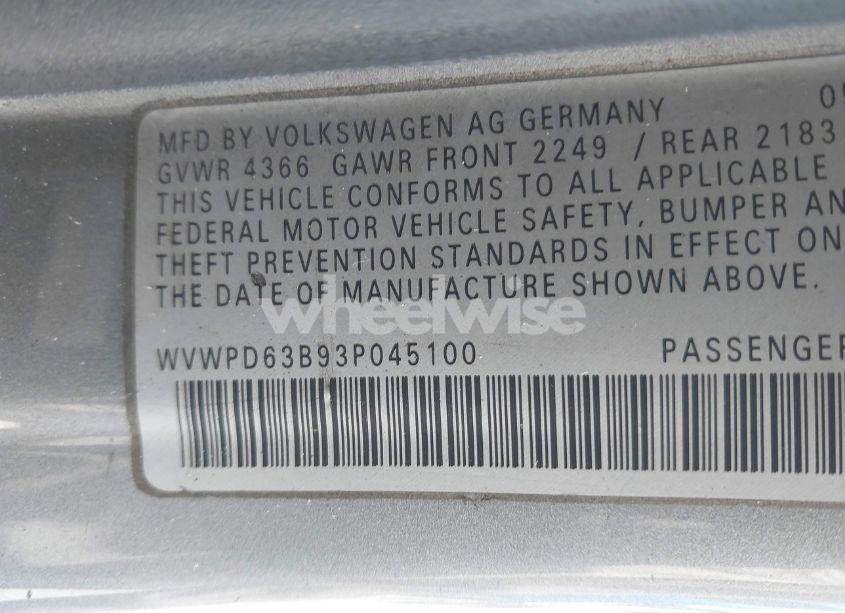 MFD BY VOLKSWAGEN AG GERMANY
GVWR 4366 GAWR FRONT 2249 / REAR 2183
THIS VEHICLE CONFORMS TO ALL APPLICABLE
FEDERAL MOTOR VEHICLE SAFETY, BUMPER AN
THEFT PREVENTION STANDARDS IN EFFECT ON
THE DATE OF MANUFACTURE SHOWN ABOVE.
wheelwise
WVWPD63B93P045100 PASSENGER